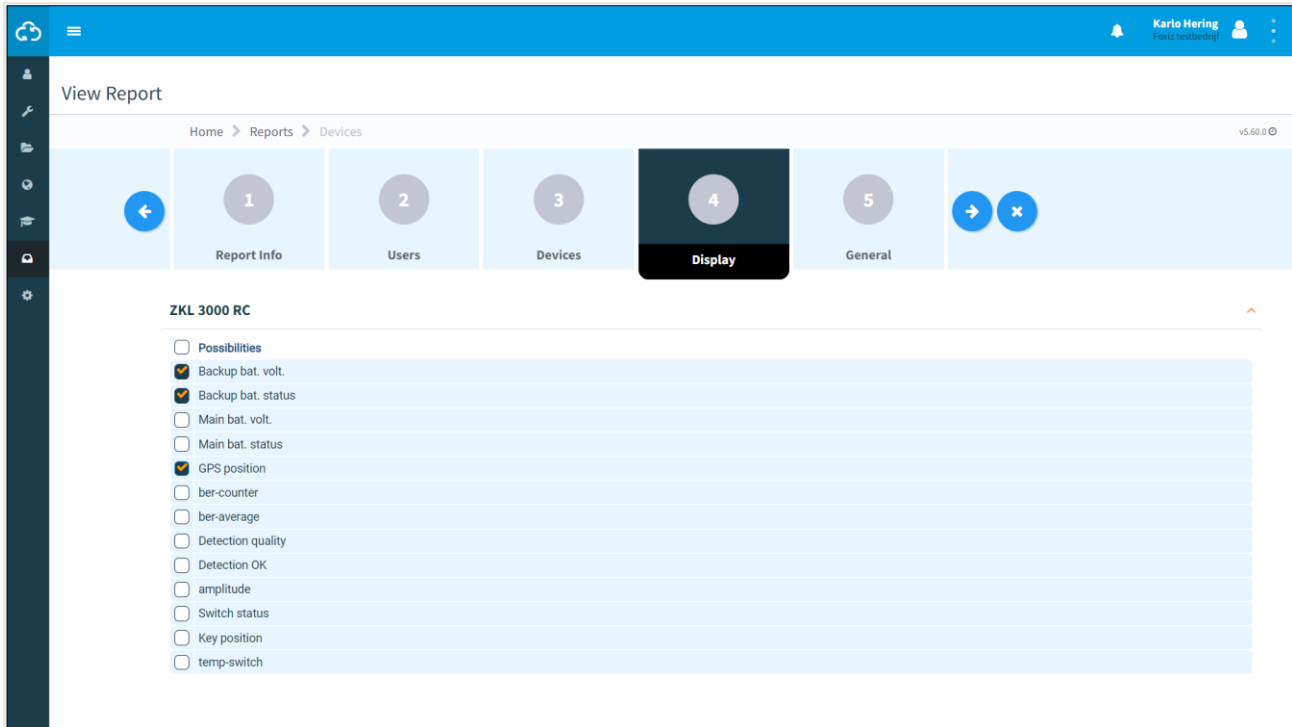 Karlo Hering
Foxiz testbedrijf
View Report
Home Reports Devices
v5.60.0
1 2 3 4 5
Report Info Users Devices Display General
ZKL 3000 RC
Possibilities
Backup bat. volt.
Backup bat. status
Main bat. volt.
Main bat. status
GPS position
ber-counter
ber-average
Detection quality
Detection OK
amplitude
Switch status
Key position
temp-switch